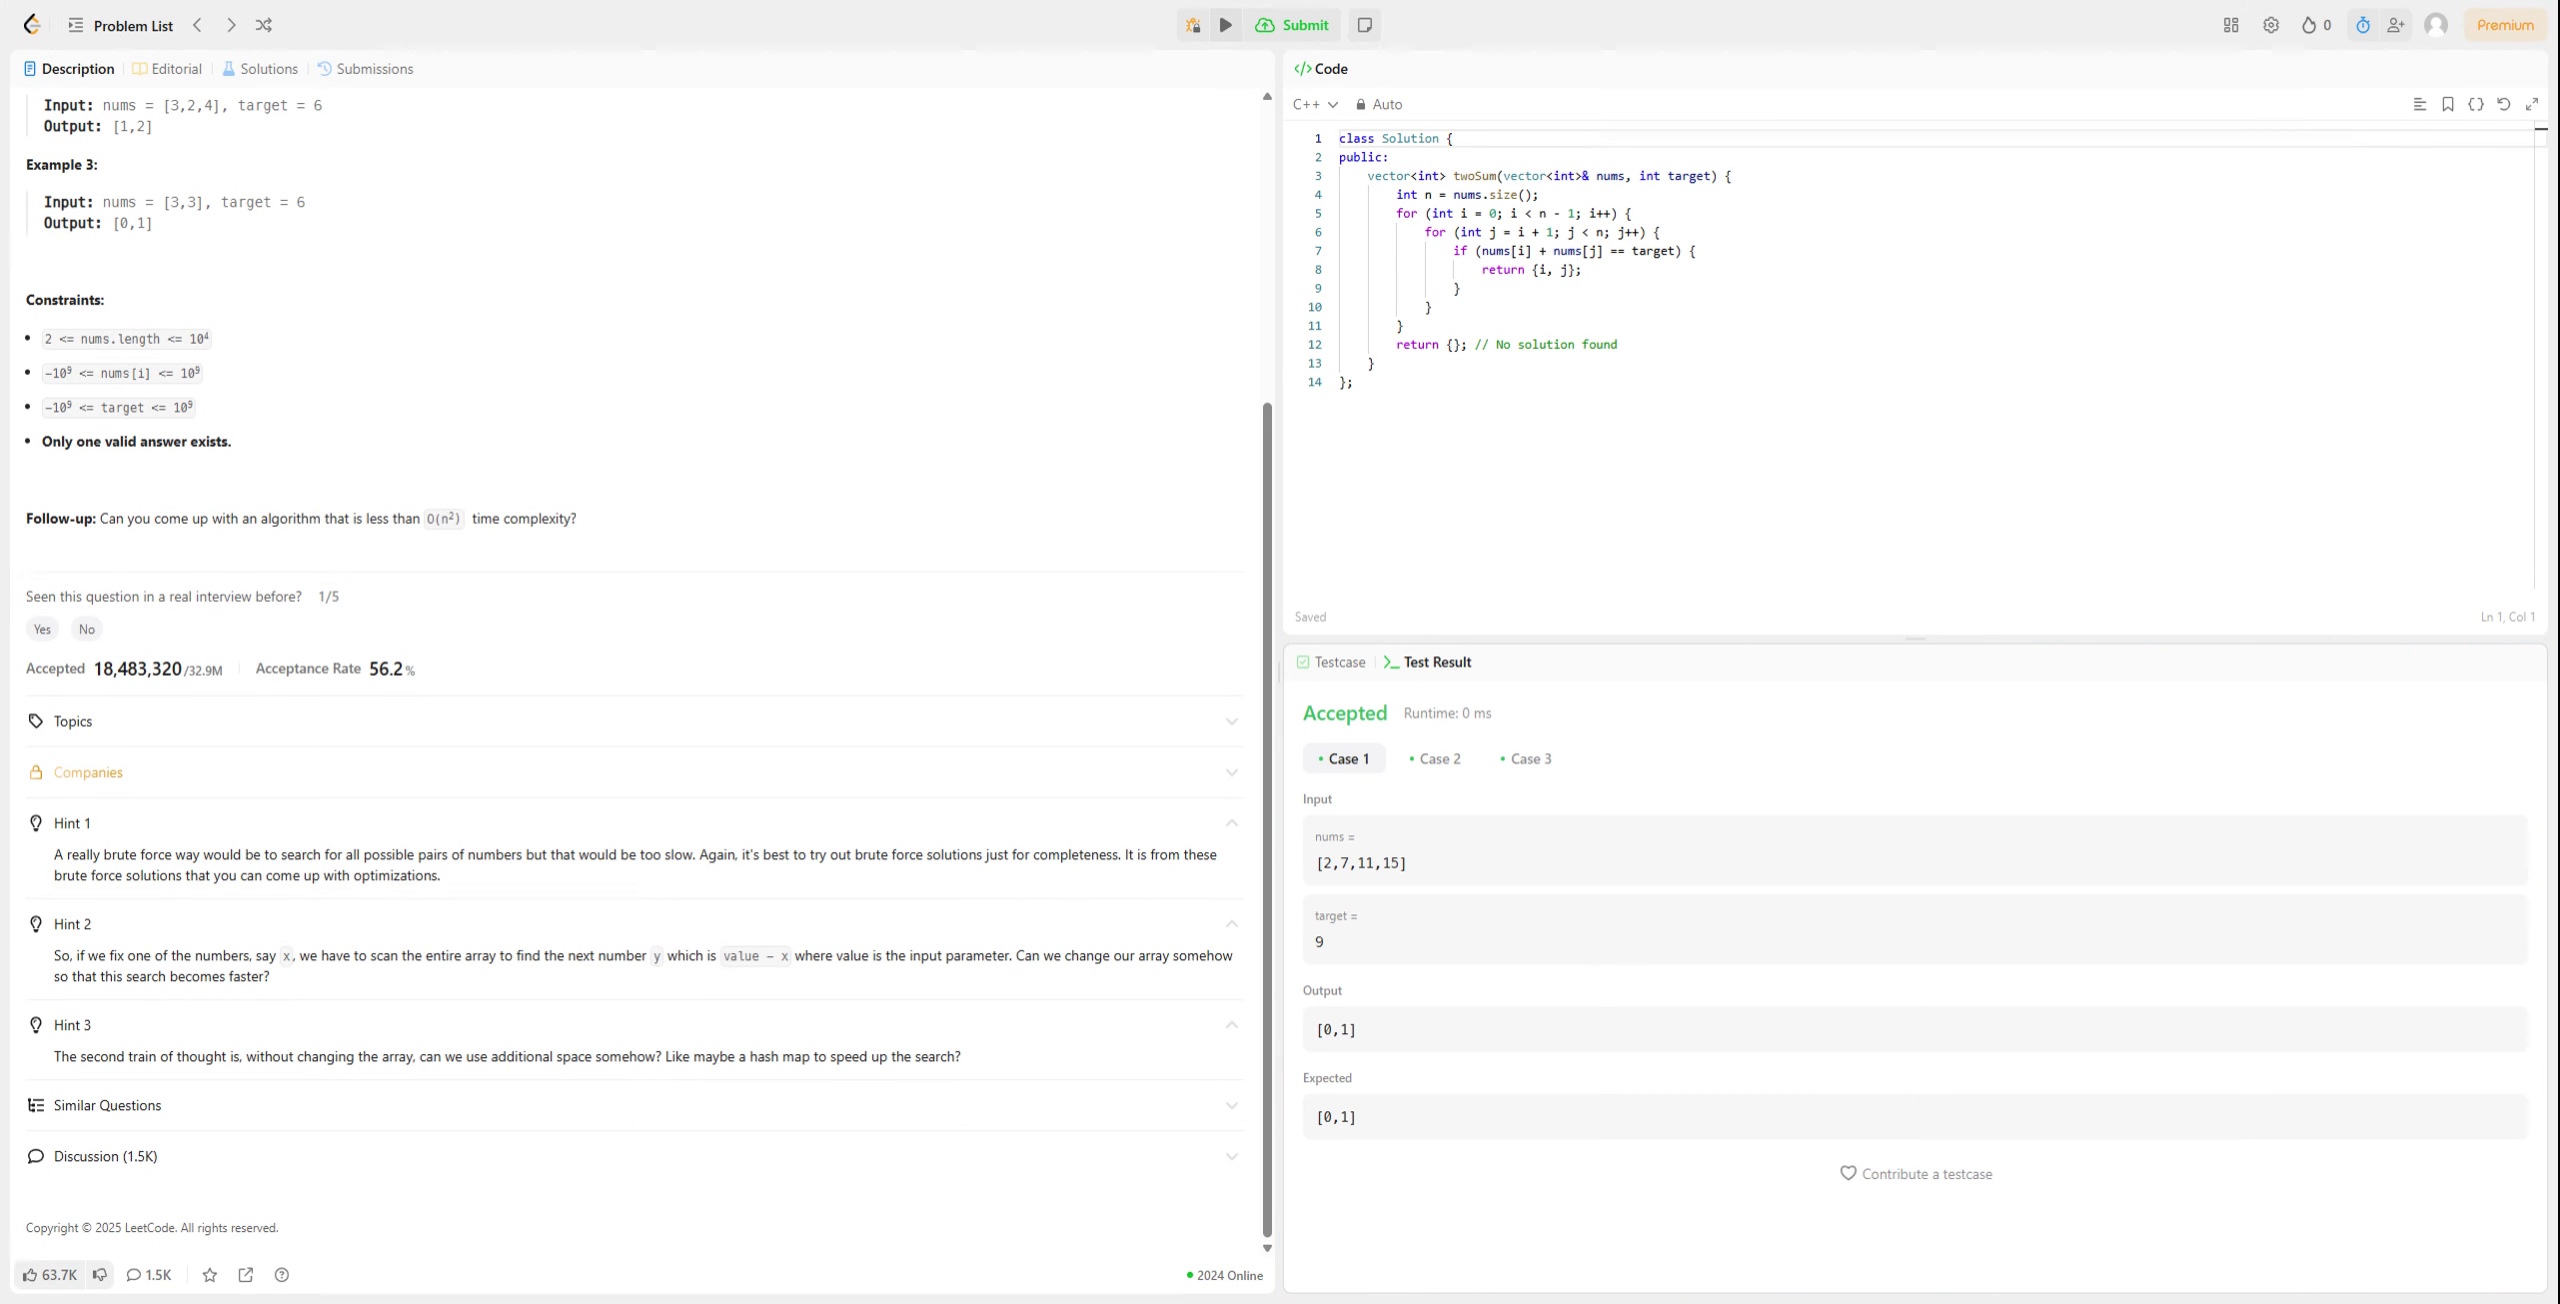 Problem List
Submit
0
Premium
Description
Editorial
Solutions
Submissions
Input: nums = [3,2,4], target = 6
Output: [1,2]
Example 3:
Input: nums = [3,3], target = 6
Output: [0,1]
Constraints:
• 2 <= nums.length <= 10⁴
• -10⁹ <= nums[i] <= 10⁹
• -10⁹ <= target <= 10⁹
• Only one valid answer exists.
Follow-up: Can you come up with an algorithm that is less than O(n²) time complexity?
Seen this question in a real interview before? 1/5
Yes No
Accepted 18,483,320/32.9M Acceptance Rate 56.2%
Topics
Companies
Hint 1
A really brute force way would be to search for all possible pairs of numbers but that would be too slow. Again, it's best to try out brute force solutions just for completeness. It is from these
brute force solutions that you can come up with optimizations.
Hint 2
So, if we fix one of the numbers, say x, we have to scan the entire array to find the next number y which is value - x where value is the input parameter. Can we change our array somehow
so that this search becomes faster?
Hint 3
The second train of thought is, without changing the array, can we use additional space somehow? Like maybe a hash map to speed up the search?
Similar Questions
Discussion (1.5K)
Copyright © 2025 LeetCode. All rights reserved.
63.7K
1.5K
2024 Online
</> Code
C++ Auto
1 class Solution {
2 public:
3     vector<int> twoSum(vector<int>& nums, int target) {
4         int n = nums.size();
5         for (int i = 0; i < n - 1; i++) {
6             for (int j = i + 1; j < n; j++) {
7                 if (nums[i] + nums[j] == target) {
8                     return {i, j};
9                 }
10             }
11         }
12         return {}; // No solution found
13     }
14 };
Saved
Ln 1, Col 1
Testcase
Test Result
Accepted Runtime: 0 ms
• Case 1 • Case 2 • Case 3
Input
nums =
[2,7,11,15]
target =
9
Output
[0,1]
Expected
[0,1]
Contribute a testcase